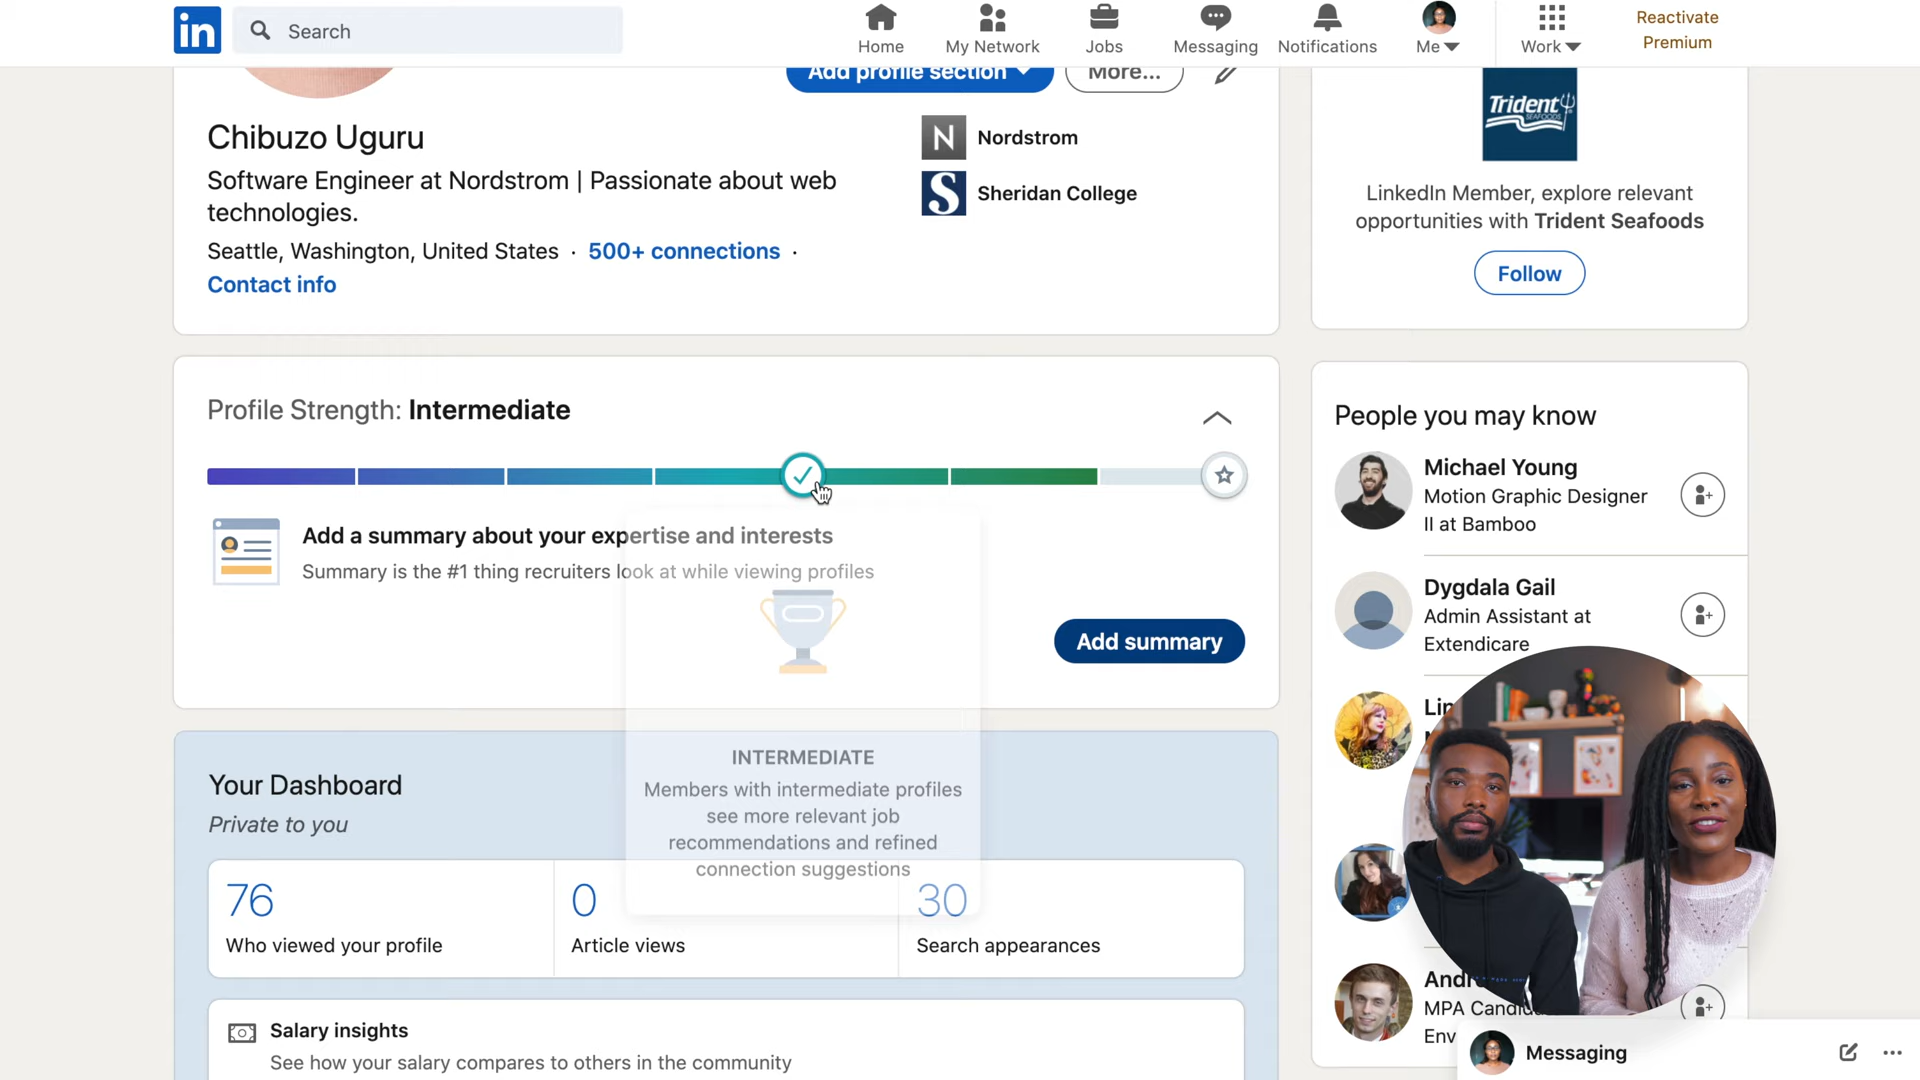 in
Search
Home
My Network
Jobs
Messaging
Notifications
Me
Work
Reactivate
Premium
Add profile section
More...
Chibuzo Uguru
Software Engineer at Nordstrom | Passionate about web
technologies.
Seattle, Washington, United States · 500+ connections ·
Contact info
N
Nordstrom
S
Sheridan College
Trident
SEAFOODS
LinkedIn Member, explore relevant
opportunities with Trident Seafoods
Follow
Profile Strength: Intermediate
Add a summary about your expertise and interests
Summary is the #1 thing recruiters look at while viewing profiles
Add summary
INTERMEDIATE
Members with intermediate profiles
see more relevant job
recommendations and refined
connection suggestions
Your Dashboard
Private to you
76
Who viewed your profile
0
Article views
30
Search appearances
Salary insights
See how your salary compares to others in the community
People you may know
Michael Young
Motion Graphic Designer
II at Bamboo
Dygdala Gail
Admin Assistant at
Extendicare
MPA
Messaging